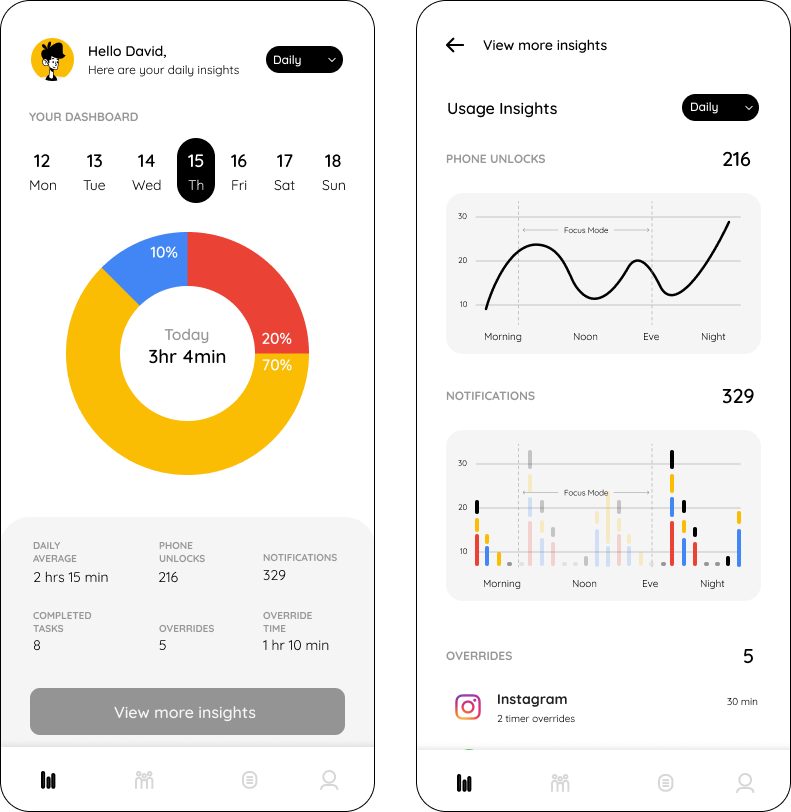 Hello David,
Here are your daily insights
Daily
YOUR DASHBOARD
12 13 14 15 16 17 18
Mon Tue Wed Th Fri Sat Sun
10%
20%
70%
Today
3hr 4min
DAILY
AVERAGE
2 hrs 15 min
PHONE
UNLOCKS
216
NOTIFICATIONS
329
COMPLETED
TASKS
8
OVERRIDES
5
OVERRIDE
TIME
1 hr 10 min
View more insights
View more insights
Usage Insights
Daily
PHONE UNLOCKS 216
30
Focus Mode
20
10
Morning Noon Eve Night
NOTIFICATIONS 329
30
Focus Mode
20
10
Morning Noon Eve Night
OVERRIDES 5
Instagram 30 min
2 timer overrides